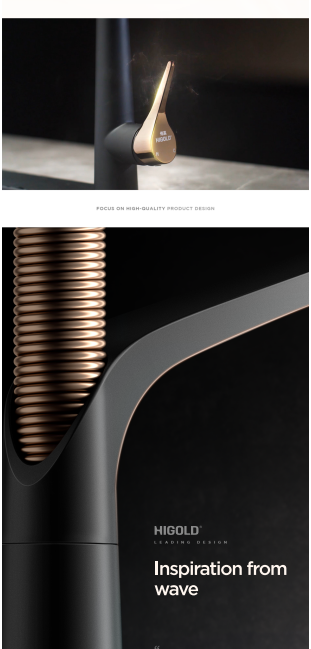 HIGOLD
FOCUS ON HIGH-QUALITY PRODUCT DESIGN
HIGOLD®
LEADING DESIGN
Inspiration from
wave